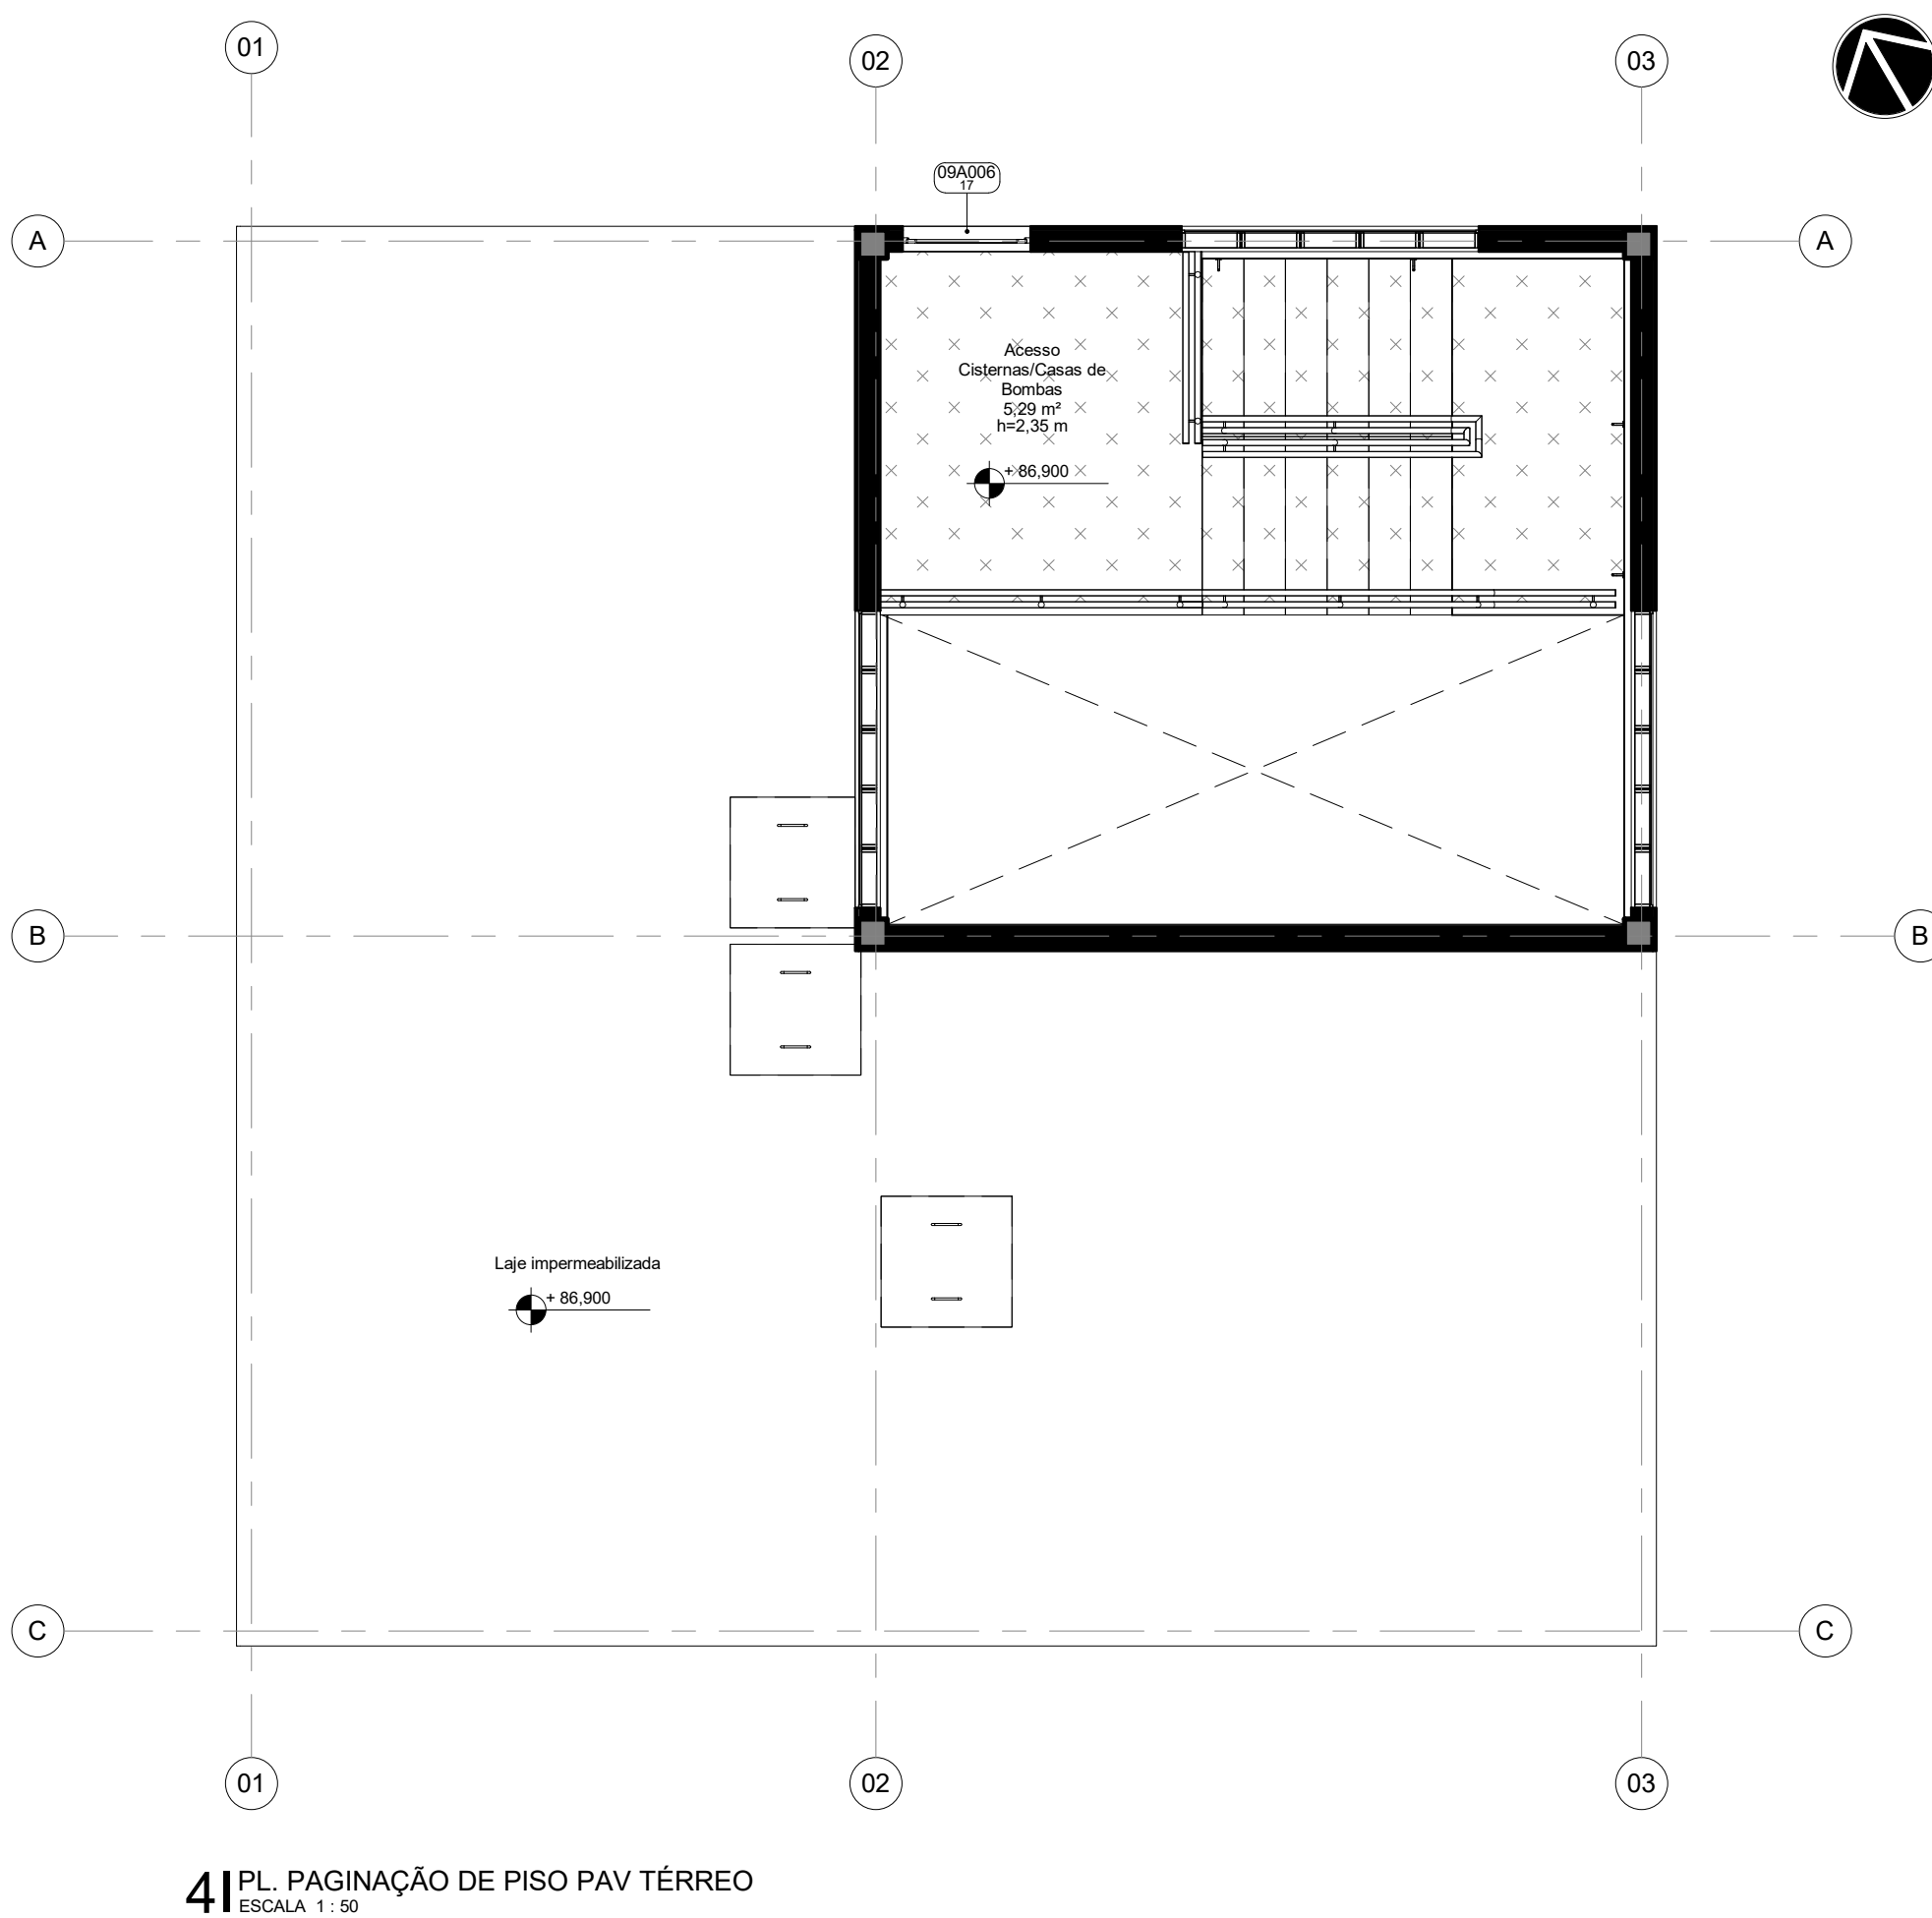 01
02
03
09A006
17
A
A
Acesso
Cisternas/Casas de
Bombas
5,29 m²
h=2,35 m
+ 86,900
B
B
Laje impermeabilizada
+ 86,900
C
C
01
02
03
4
PL. PAGINAÇÃO DE PISO PAV TÉRREO
ESCALA 1 : 50